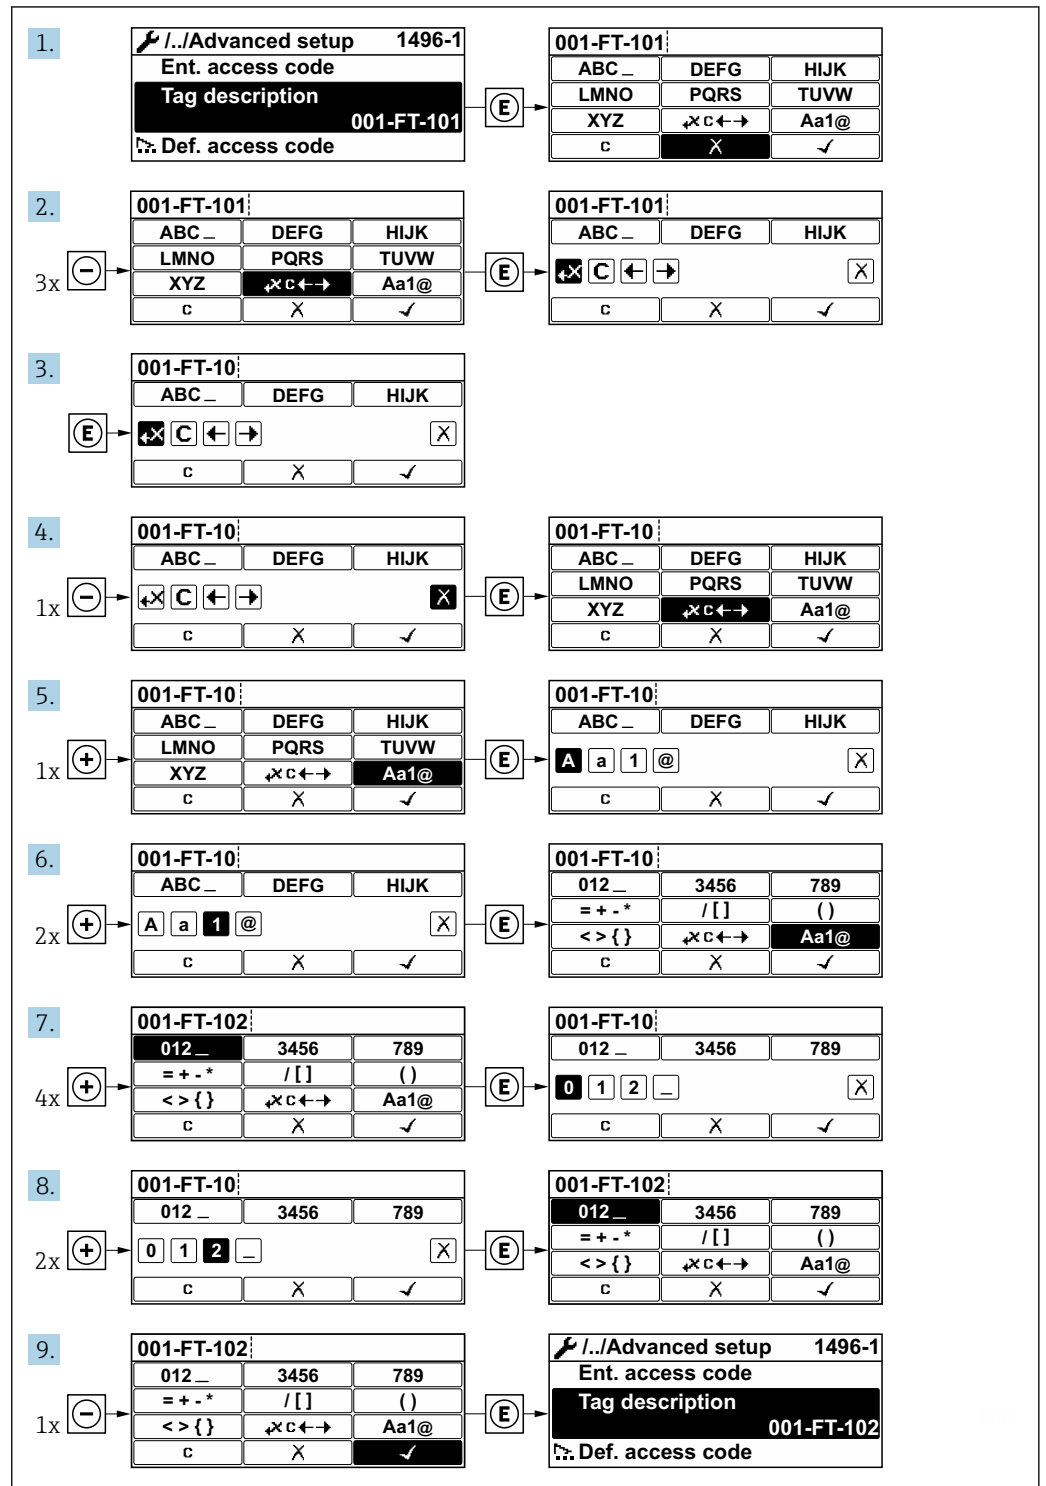 1.
/../Advanced setup 1496-1
Ent. access code
Tag description
001-FT-101
Def. access code
E
001-FT-101
ABC_ DEFG HIJK
LMNO PQRS TUVW
XYZ C Aa1@
C X ✓
2.
3x -
001-FT-101
ABC_ DEFG HIJK
LMNO PQRS TUVW
XYZ C Aa1@
C X ✓
E
001-FT-101
ABC_ DEFG HIJK
C ← → X
C X ✓
3.
E
001-FT-10
ABC_ DEFG HIJK
C ← → X
C X ✓
4.
1x -
001-FT-10
ABC_ DEFG HIJK
C ← → X
C X ✓
E
001-FT-10
ABC_ DEFG HIJK
LMNO PQRS TUVW
XYZ C Aa1@
C X ✓
5.
1x +
001-FT-10
ABC_ DEFG HIJK
LMNO PQRS TUVW
XYZ C Aa1@
C X ✓
E
001-FT-10
ABC_ DEFG HIJK
A a 1 @ X
C X ✓
6.
2x +
001-FT-10
ABC_ DEFG HIJK
A a 1 @ X
C X ✓
E
001-FT-10
012_ 3456 789
= + - * / [ ] ( )
< > { } C Aa1@
C X ✓
7.
4x +
001-FT-102
012_ 3456 789
= + - * / [ ] ( )
< > { } C Aa1@
C X ✓
E
001-FT-10
012_ 3456 789
0 1 2 _ X
C X ✓
8.
2x +
001-FT-10
012_ 3456 789
0 1 2 _ X
C X ✓
E
001-FT-102
012_ 3456 789
= + - * / [ ] ( )
< > { } C Aa1@
C X ✓
9.
1x -
001-FT-102
012_ 3456 789
= + - * / [ ] ( )
< > { } C Aa1@
C X ✓
E
/../Advanced setup 1496-1
Ent. access code
Tag description
001-FT-102
Def. access code